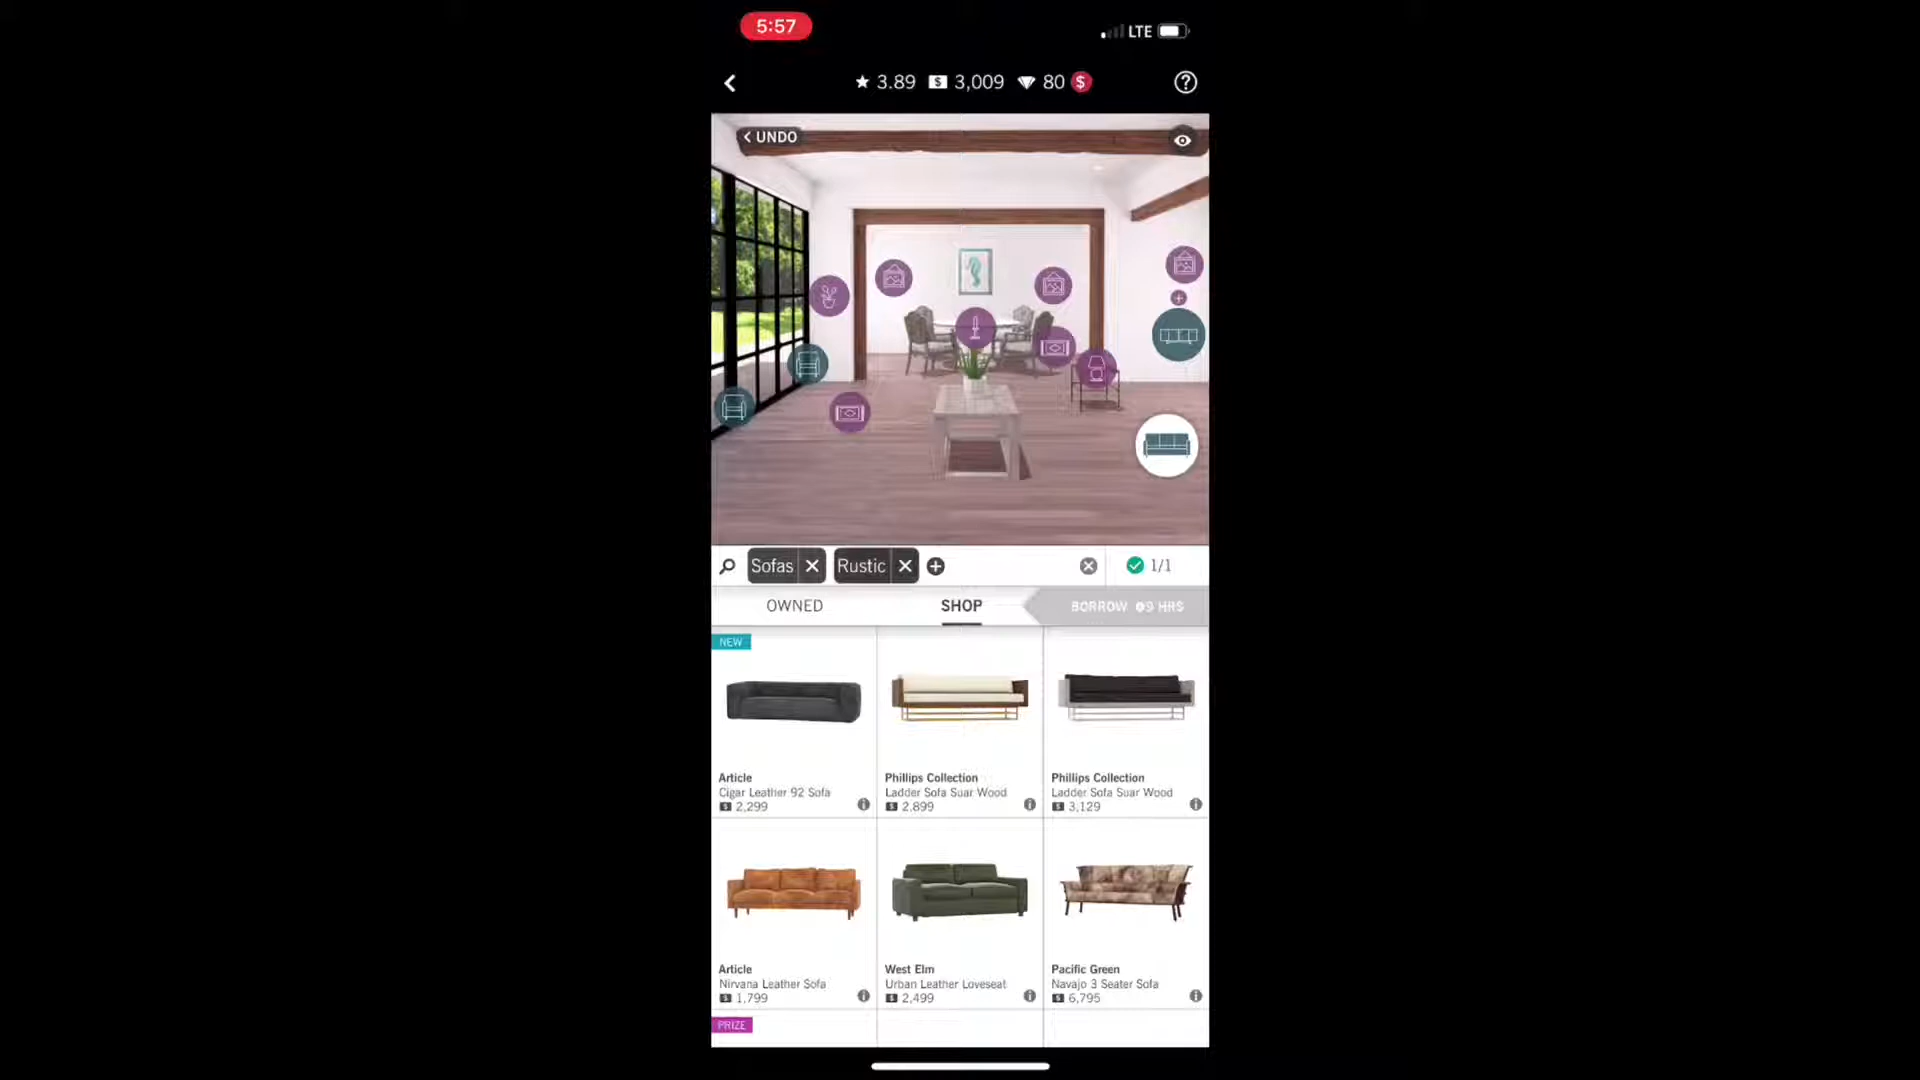 5:57
LTE
3.89 3,009 80
UNDO
Sofas Rustic 1/1
OWNED SHOP BORROW 9 HRS
NEW
Article
Cigar Leather 92 Sofa
2,299
Phillips Collection
Ladder Sofa Suar Wood
2,899
Phillips Collection
Ladder Sofa Suar Wood
3,129
Article
Nirvana Leather Sofa
1,799
West Elm
Urban Leather Loveseat
2,499
Pacific Green
Navajo 3 Seater Sofa
6,795
PRIZE